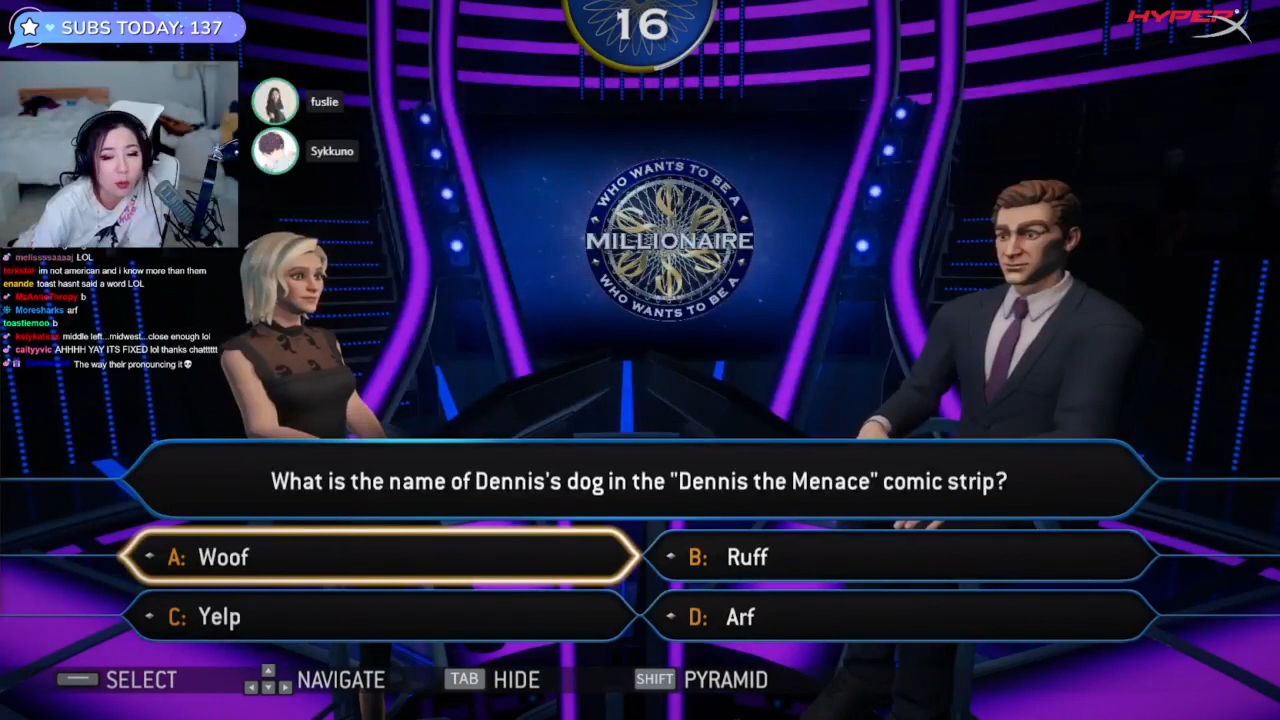 SUBS TODAY: 137
16
HYPERX
fuslie
Sykkuno
WHO WANTS TO BE A
MILLIONAIRE
WHO WANTS TO BE A
melissssaaaaj LOL
im not american and i know more than them
enande toast hasnt said a word LOL
b
Moresharks arf
toastiemoo b
middle left...midwest...close enough lol
caltyyvic AHHHH YAY ITS FIXED lol thanks chatttttt
The way their pronouncing it💀
What is the name of Dennis's dog in the "Dennis the Menace" comic strip?
A: Woof
B: Ruff
C: Yelp
D: Arf
SELECT NAVIGATE TAB HIDE SHIFT PYRAMID